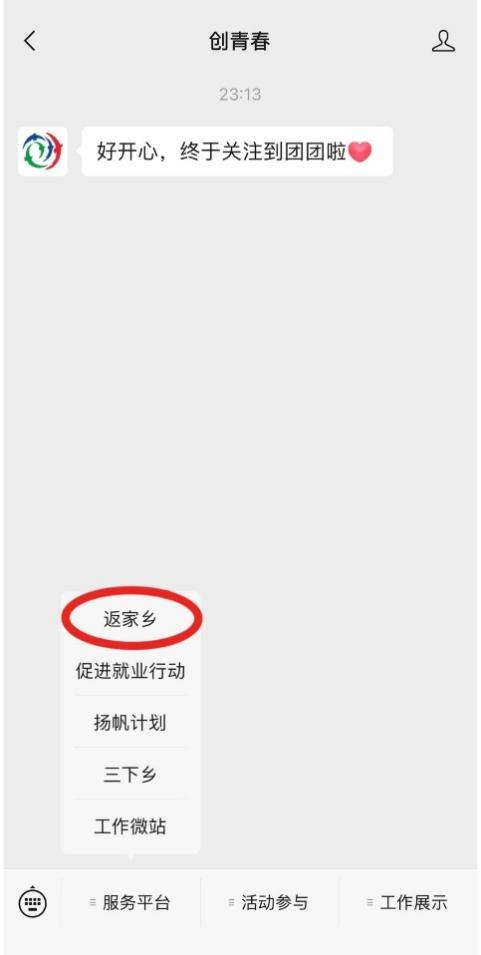 创青春
23:13
好开心，终于关注到团团啦❤
返家乡
促进就业行动
扬帆计划
三下乡
工作微站
服务平台
活动参与
工作展示